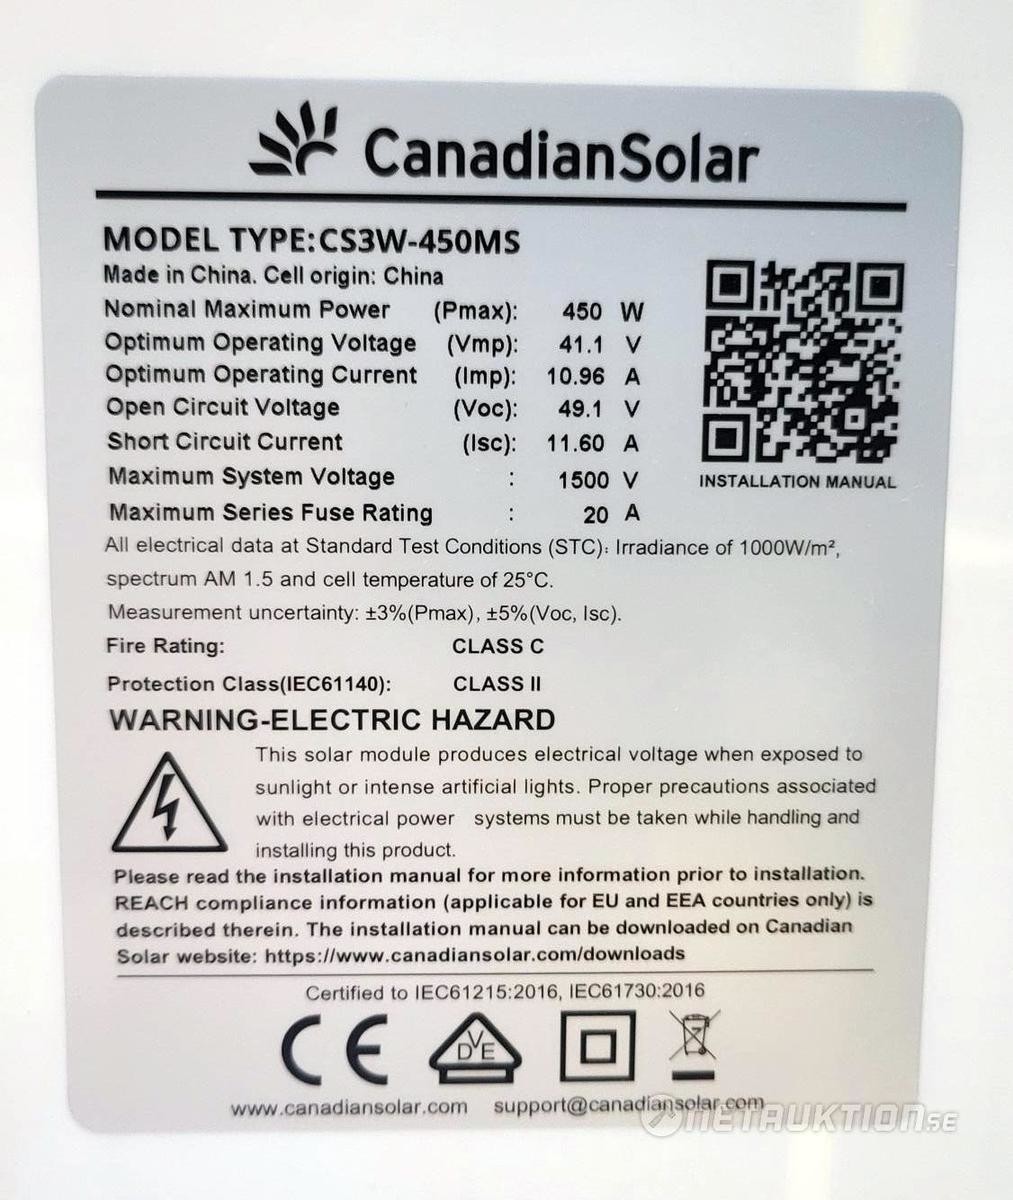 CanadianSolar
MODEL TYPE:CS3W-450MS
Made in China. Cell origin: China
Nominal Maximum Power (Pmax): 450 W
Optimum Operating Voltage (Vmp): 41.1 V
Optimum Operating Current (Imp): 10.96 A
Open Circuit Voltage (Voc): 49.1 V
Short Circuit Current (Isc): 11.60 A
Maximum System Voltage : 1500 V
Maximum Series Fuse Rating : 20 A
INSTALLATION MANUAL
All electrical data at Standard Test Conditions (STC): Irradiance of 1000W/m²,
spectrum AM 1.5 and cell temperature of 25°C.
Measurement uncertainty: ±3%(Pmax), ±5%(Voc, Isc).
Fire Rating: CLASS C
Protection Class(IEC61140): CLASS II
WARNING-ELECTRIC HAZARD
This solar module produces electrical voltage when exposed to
sunlight or intense artificial lights. Proper precautions associated
with electrical power systems must be taken while handling and
installing this product.
Please read the installation manual for more information prior to installation.
REACH compliance information (applicable for EU and EEA countries only) is
described therein. The installation manual can be downloaded on Canadian
Solar website: https://www.canadiansolar.com/downloads
Certified to IEC61215:2016, IEC61730:2016
CE VDE
www.canadiansolar.com support@canadiansolar.com
NETAUKTION.SE